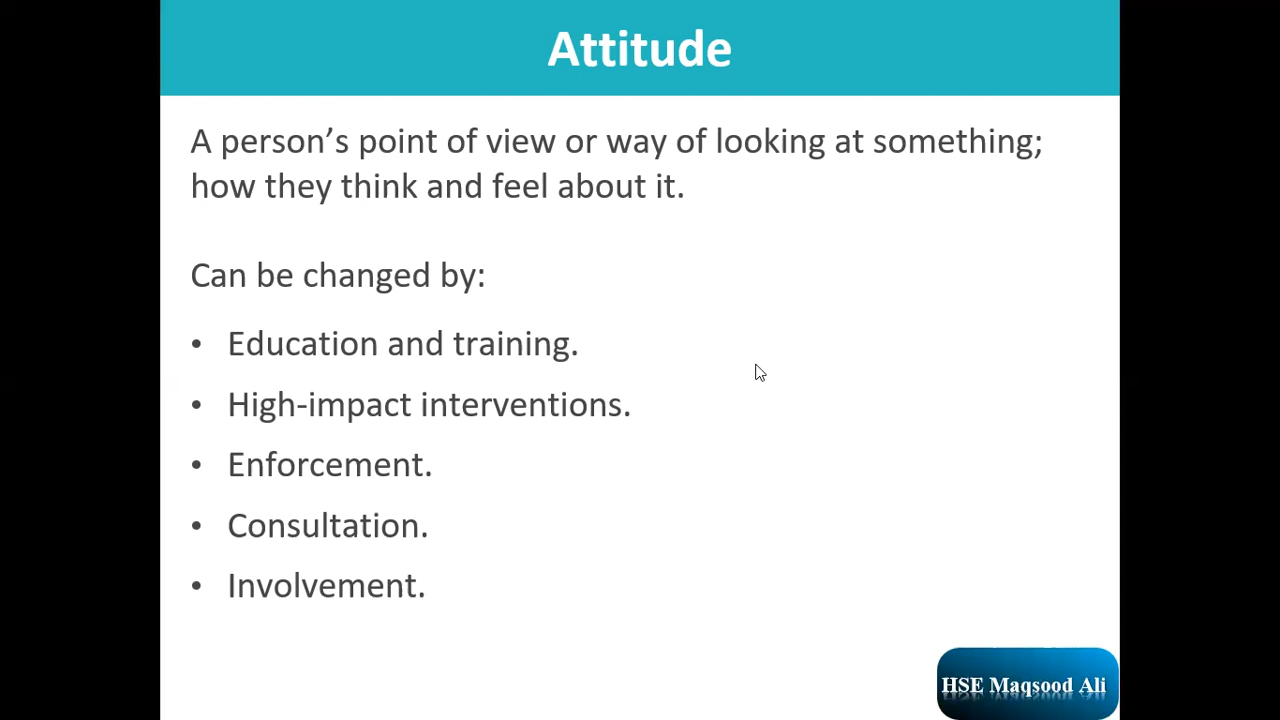 Attitude
A person’s point of view or way of looking at something;
how they think and feel about it.
Can be changed by:
• Education and training.
• High-impact interventions.
• Enforcement.
• Consultation.
• Involvement.
HSE Maqsood Ali